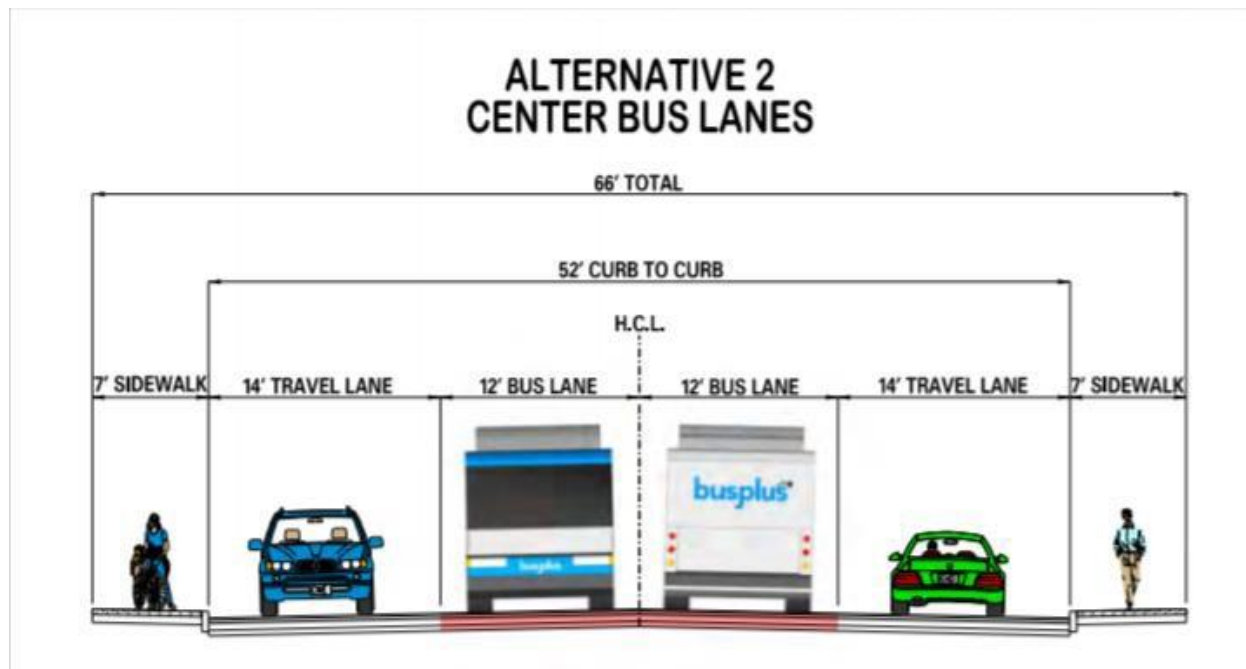 ALTERNATIVE 2
CENTER BUS LANES
66' TOTAL
52' CURB TO CURB
H.C.L.
7' SIDEWALK 14' TRAVEL LANE 12' BUS LANE 12' BUS LANE 14' TRAVEL LANE 7' SIDEWALK
busplus
busplus